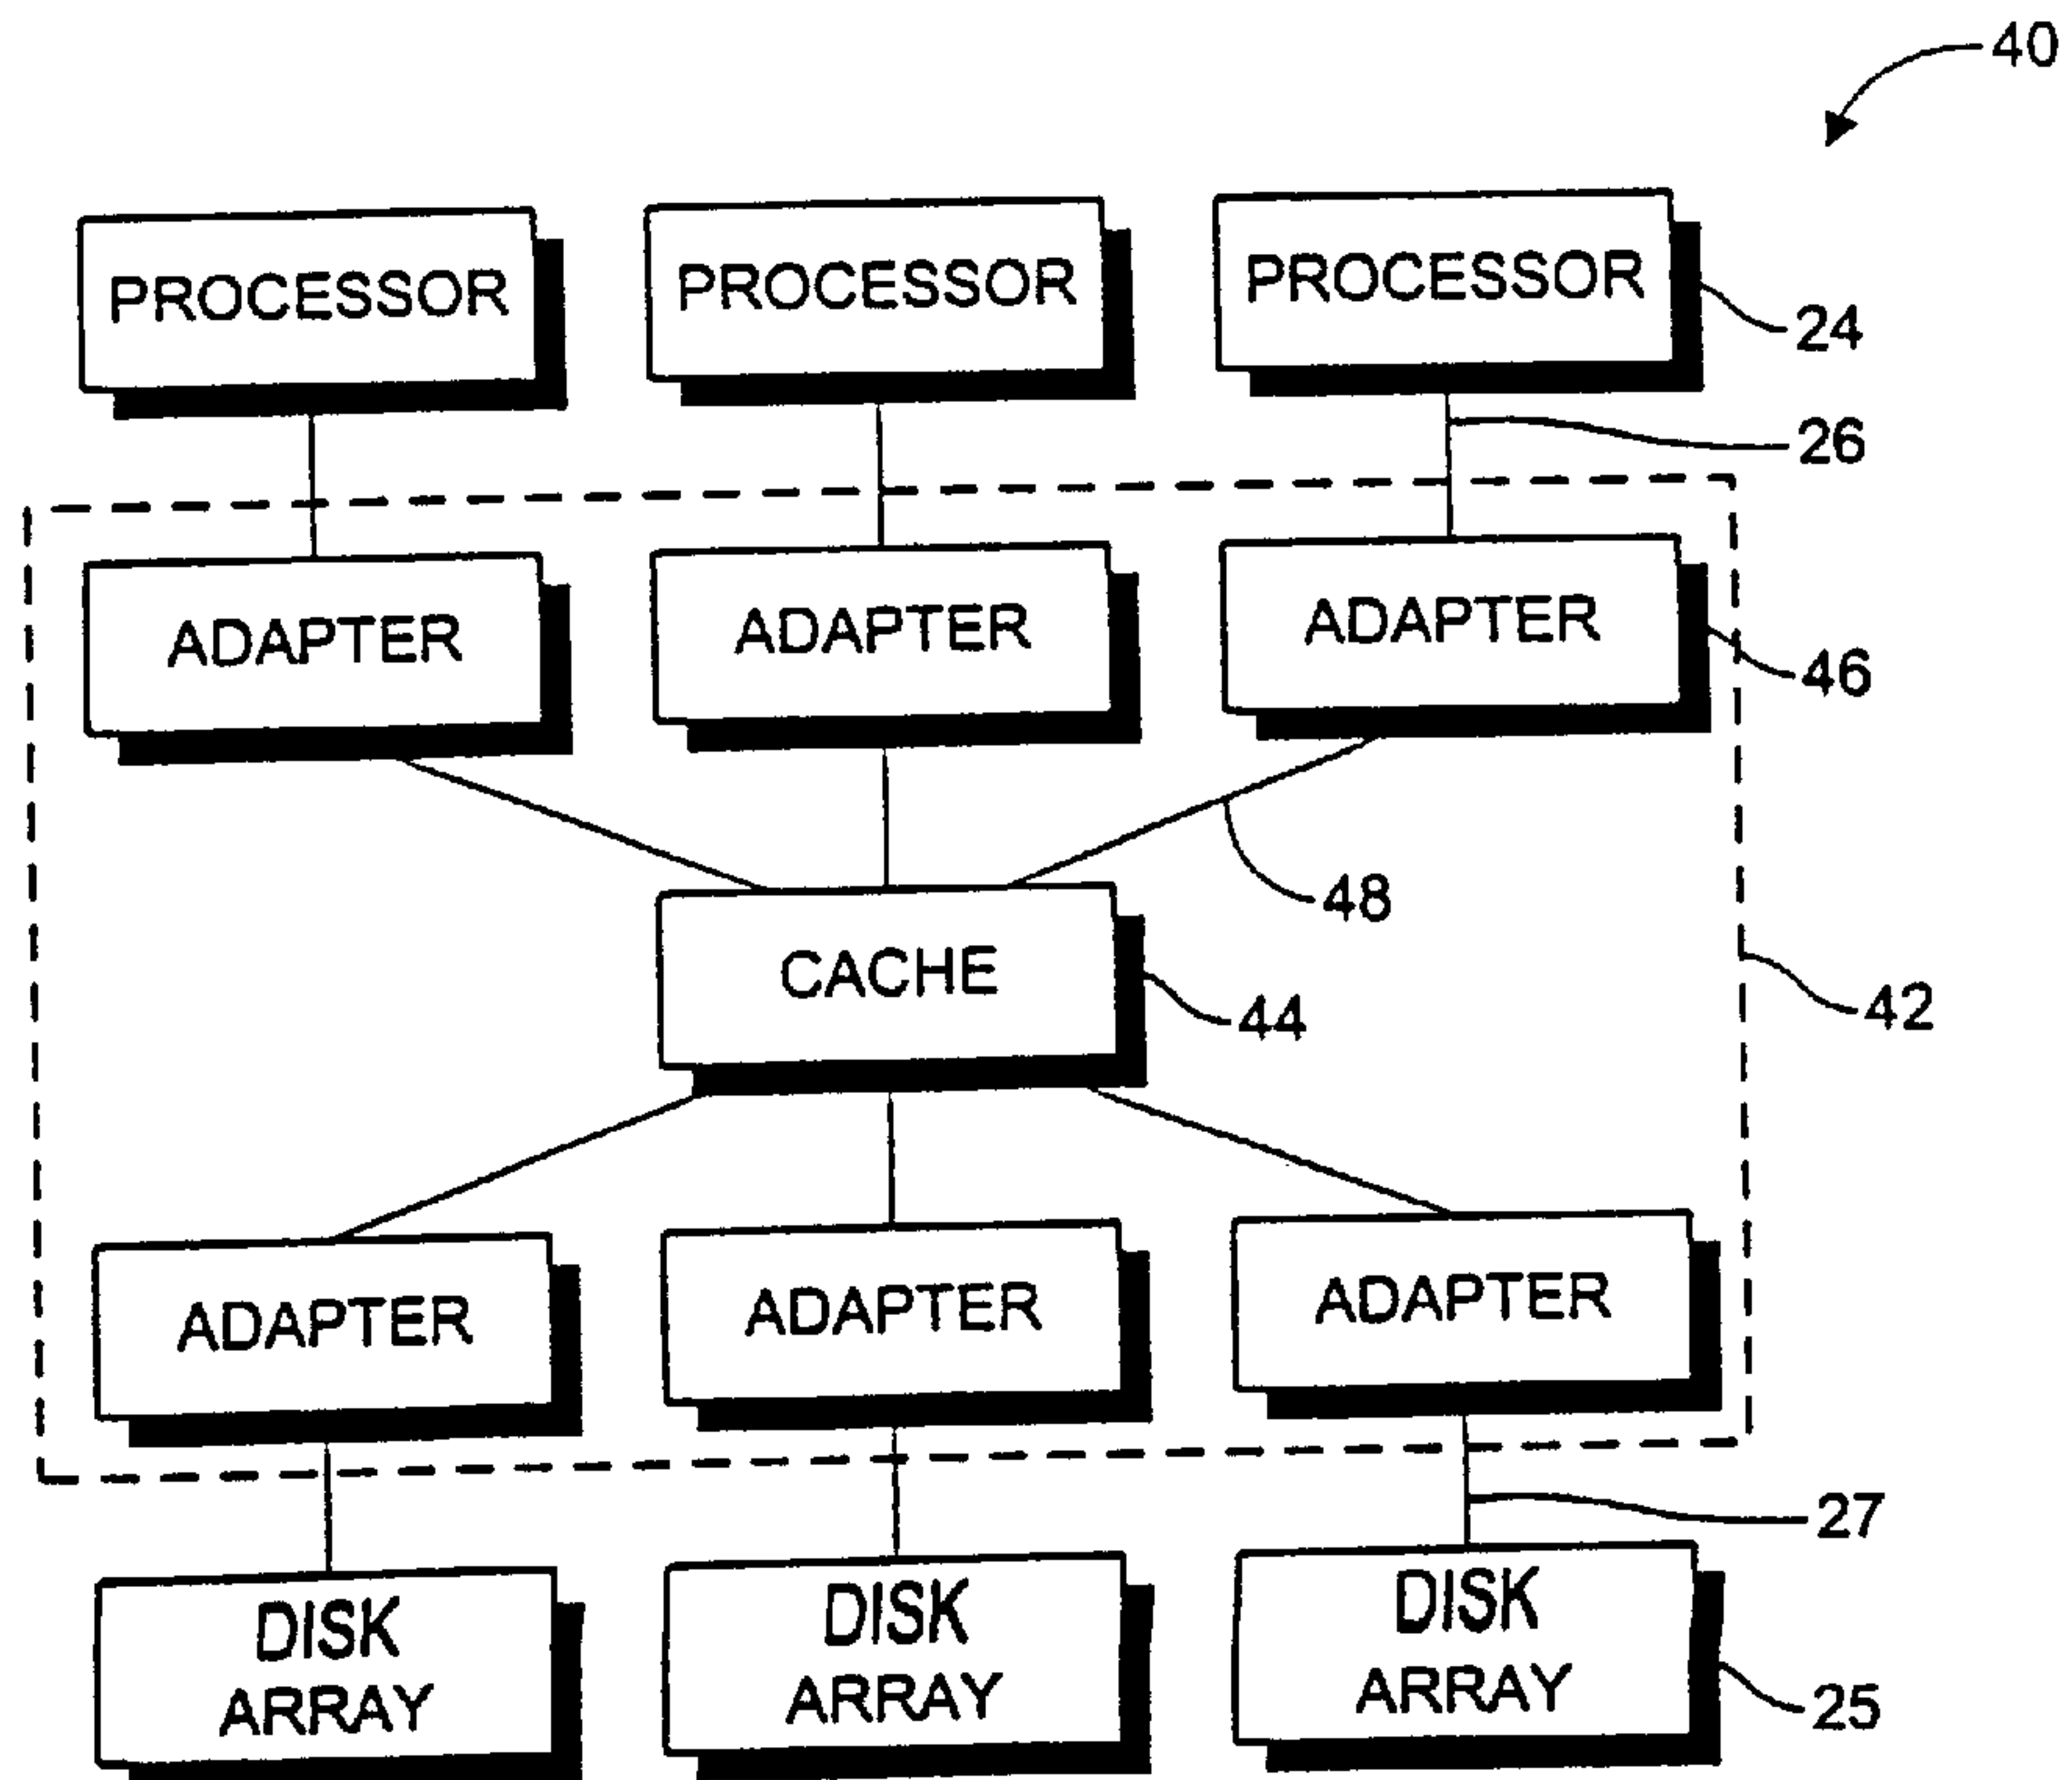 40
PROCESSOR PROCESSOR PROCESSOR
24
26
ADAPTER ADAPTER ADAPTER
46
48
CACHE
44
42
ADAPTER ADAPTER ADAPTER
27
DISK ARRAY
DISK ARRAY
DISK ARRAY
25